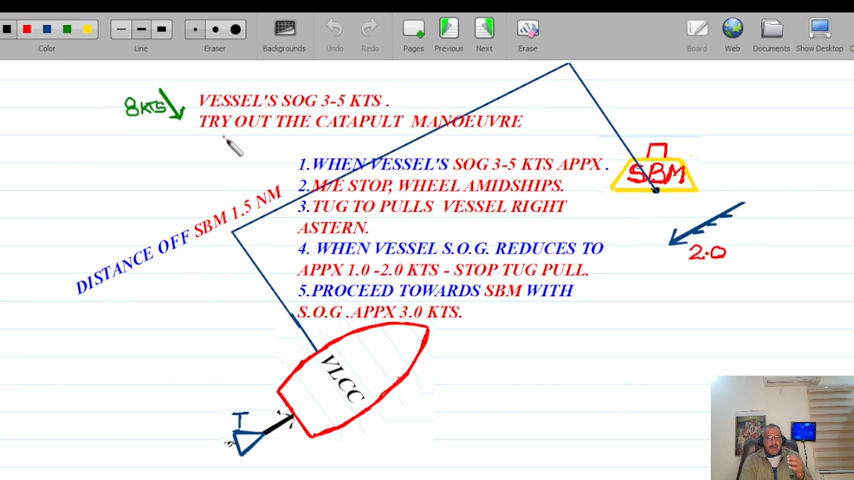 Color
Line
Eraser
Backgrounds
Undo
Redo
Pages
Previous
Next
Erase
Board
Web
Documents
Show Desktop
8KTS
VESSEL'S SOG 3-5 KTS .
TRY OUT THE CATAPULT MANOEUVRE
1.WHEN VESSEL'S SOG 3-5 KTS APPX .
2.M/E STOP, WHEEL AMIDSHIPS.
3.TUG TO PULLS VESSEL RIGHT
ASTERN.
4. WHEN VESSEL S.O.G. REDUCES TO
APPX 1.0 -2.0 KTS - STOP TUG PULL.
5.PROCEED TOWARDS SBM WITH
S.O.G .APPX 3.0 KTS.
DISTANCE OFF SBM 1.5 NM
SBM
2.0
VLCC
T